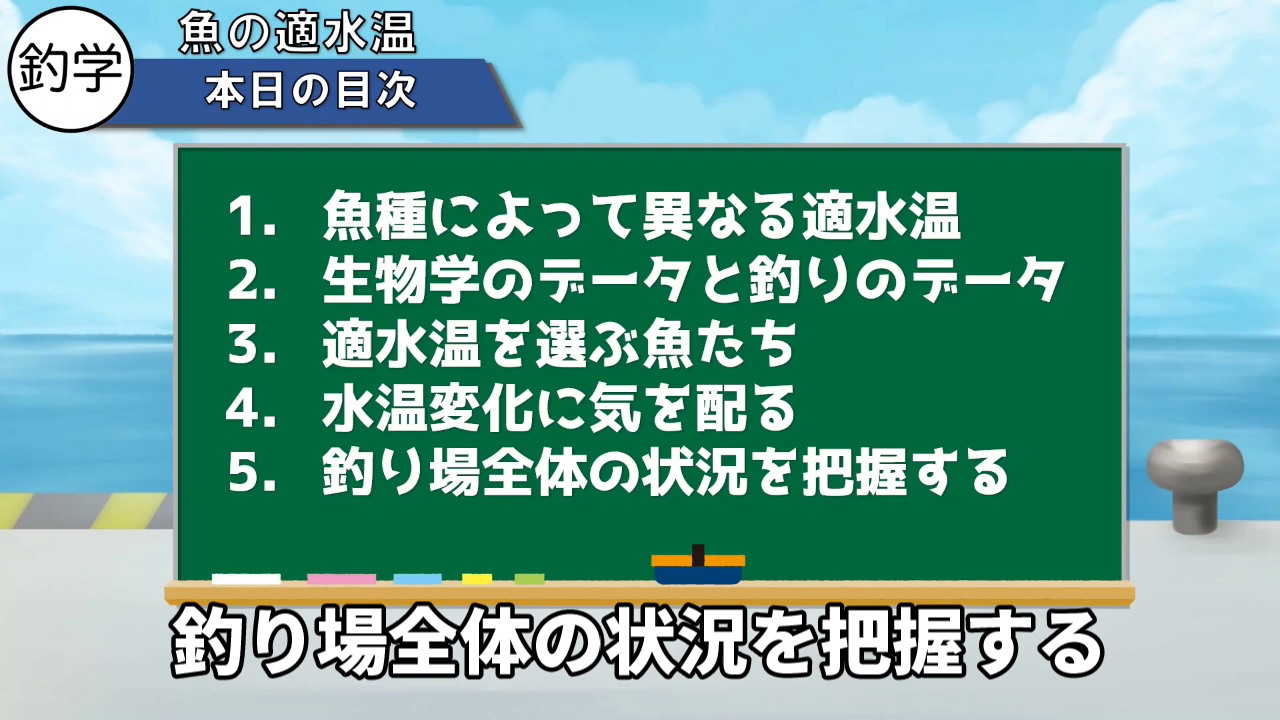 釣学
魚の適水温
本日の目次
1. 魚種によって異なる適水温
2. 生物学のデータと釣りのデータ
3. 適水温を選ぶ魚たち
4. 水温変化に気を配る
5. 釣り場全体の状況を把握する
釣り場全体の状況を把握する